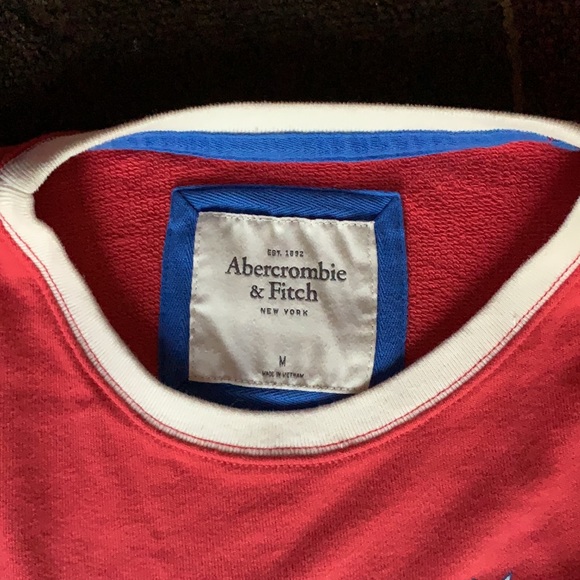 EST. 1892
Abercrombie
& Fitch
NEW YORK
M
MADE IN VIETNAM